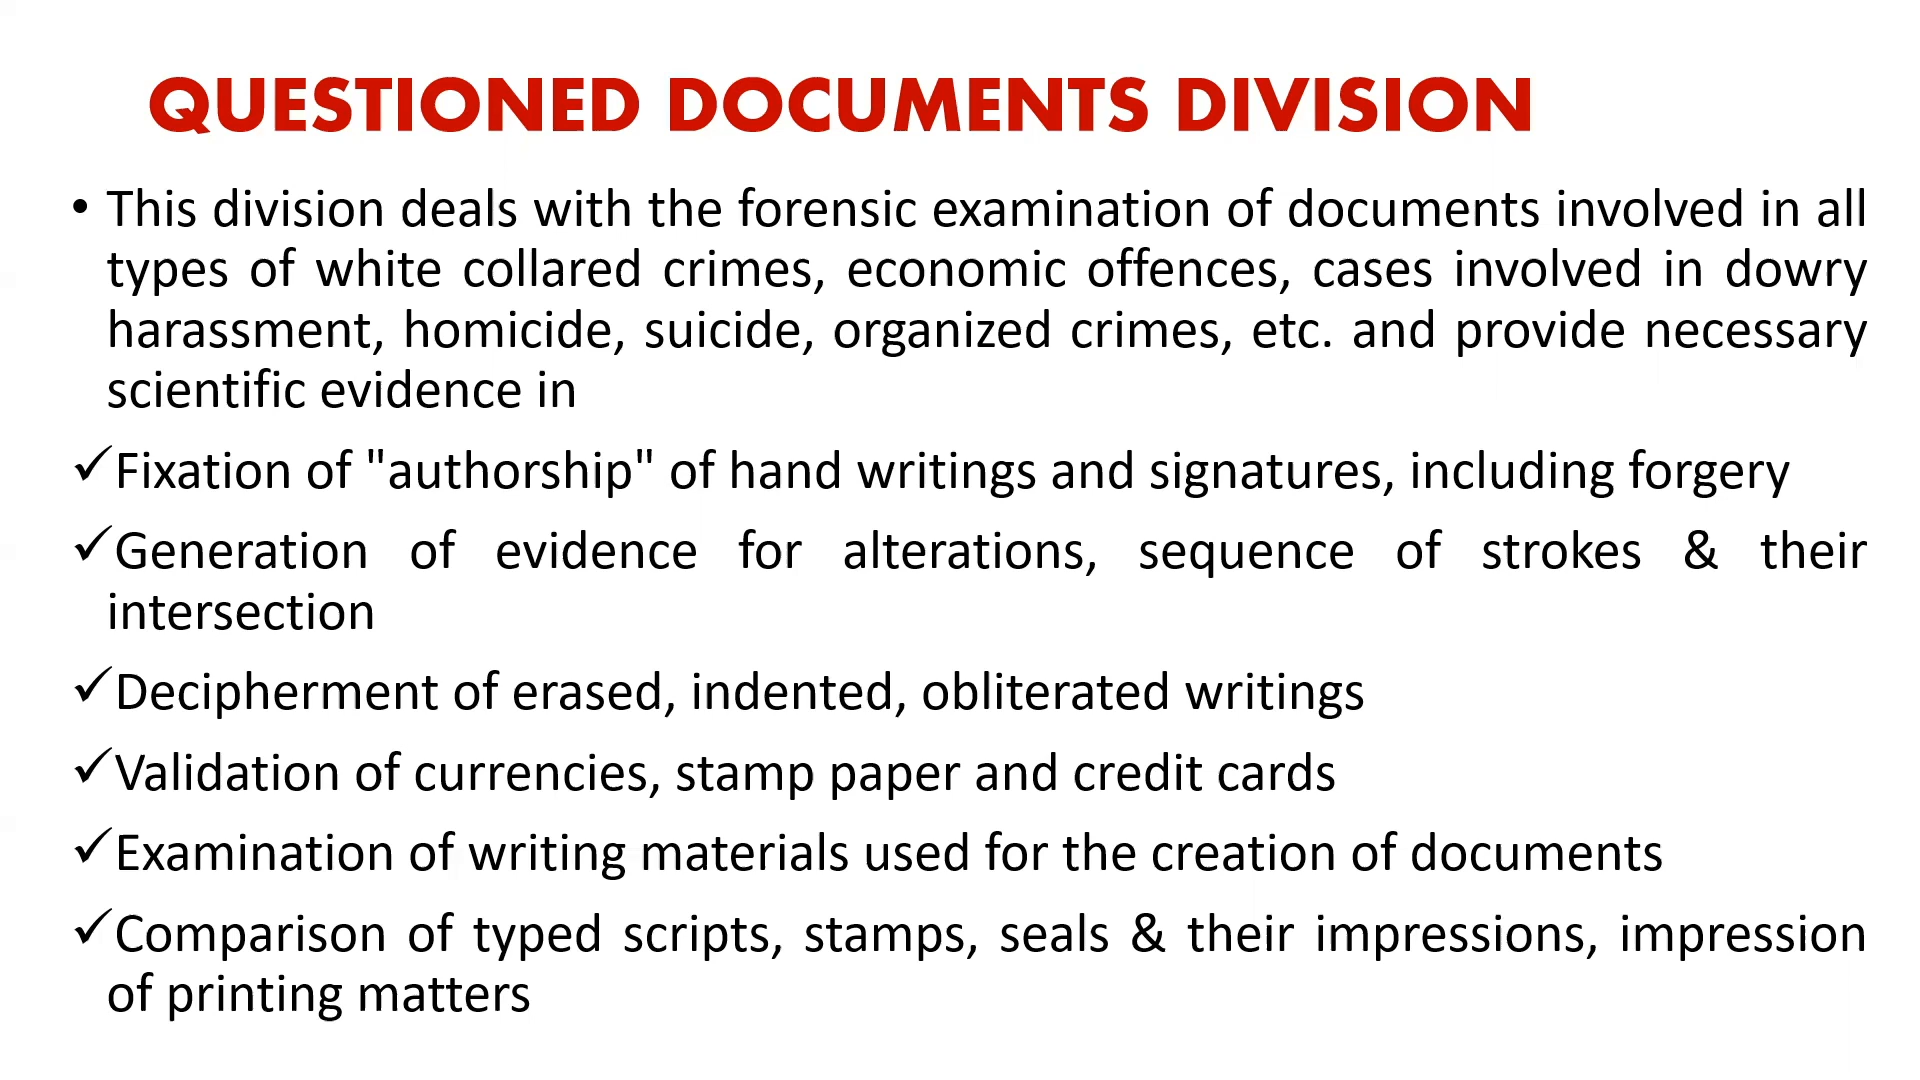 QUESTIONED DOCUMENTS DIVISION
• This division deals with the forensic examination of documents involved in all
types of white collared crimes, economic offences, cases involved in dowry
harassment, homicide, suicide, organized crimes, etc. and provide necessary
scientific evidence in
✓Fixation of "authorship" of hand writings and signatures, including forgery
✓Generation of evidence for alterations, sequence of strokes & their
intersection
✓Decipherment of erased, indented, obliterated writings
✓Validation of currencies, stamp paper and credit cards
✓Examination of writing materials used for the creation of documents
✓Comparison of typed scripts, stamps, seals & their impressions, impression
of printing matters